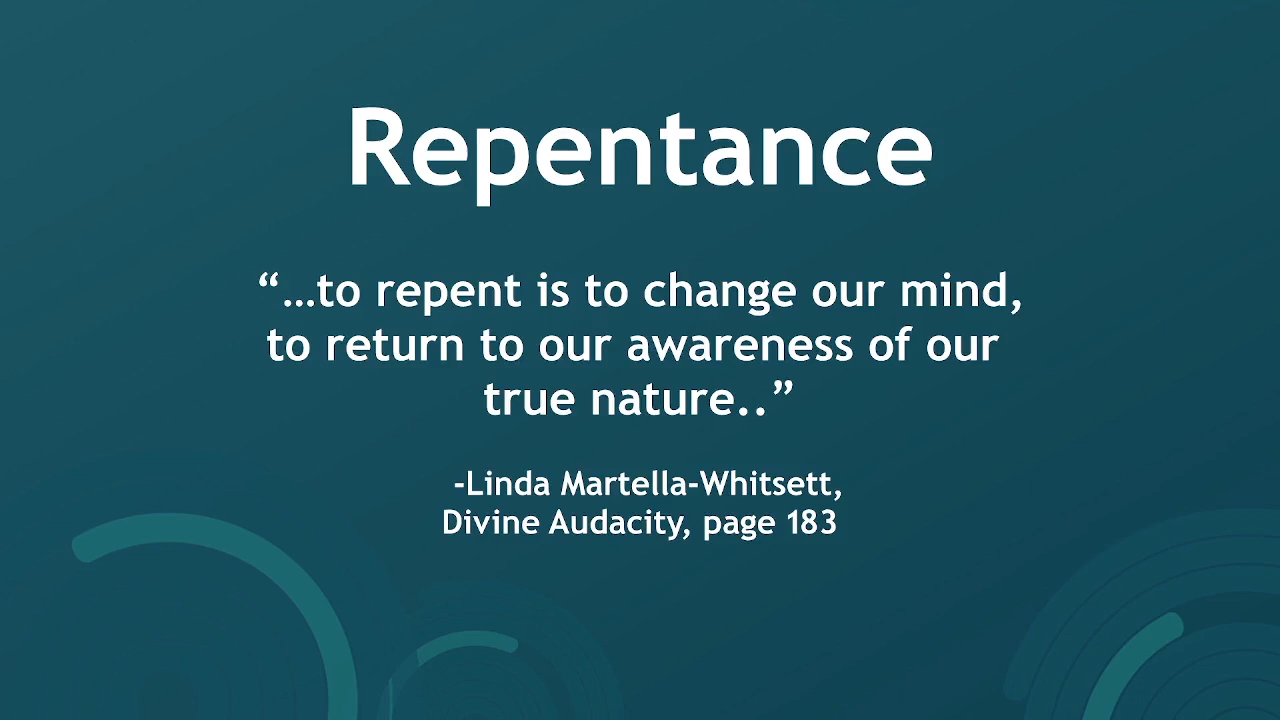 Repentance
“…to repent is to change our mind,
to return to our awareness of our
true nature..”
-Linda Martella-Whitsett,
Divine Audacity, page 183